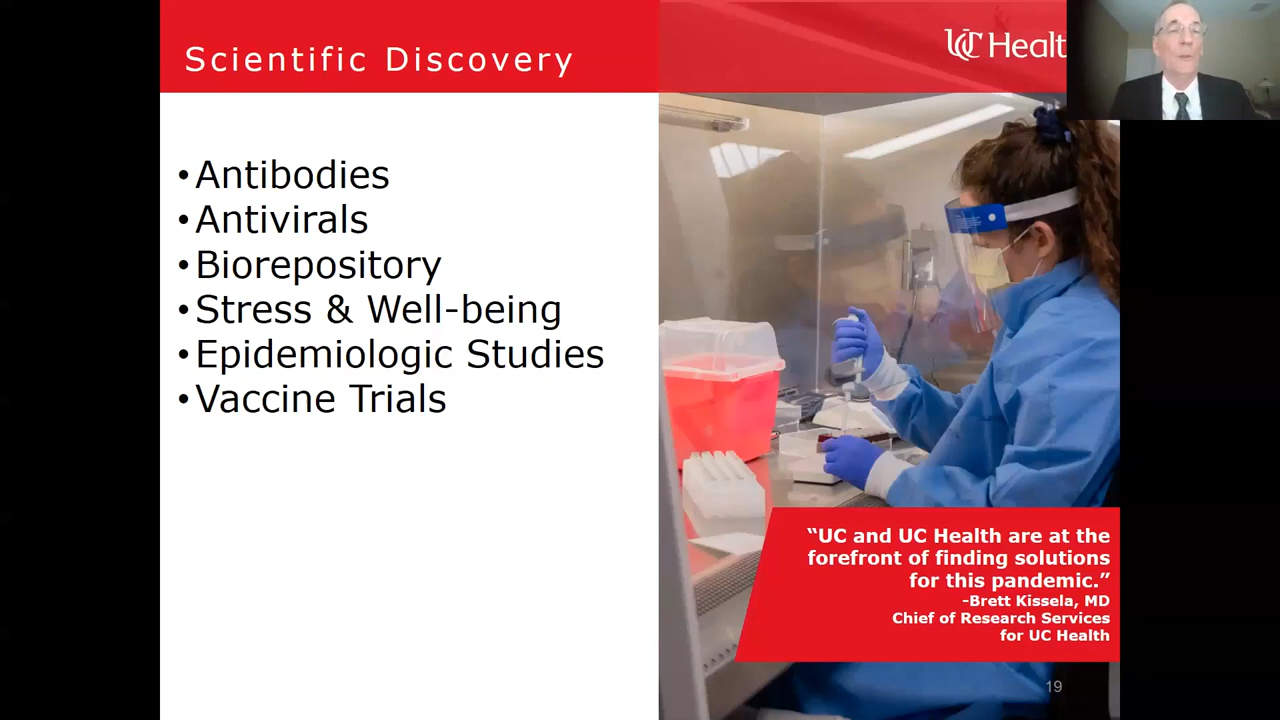 Scientific Discovery
UC Healt
•Antibodies
•Antivirals
•Biorepository
•Stress & Well-being
•Epidemiologic Studies
•Vaccine Trials
“UC and UC Health are at the
forefront of finding solutions
for this pandemic.”
-Brett Kissela, MD
Chief of Research Services
for UC Health
19